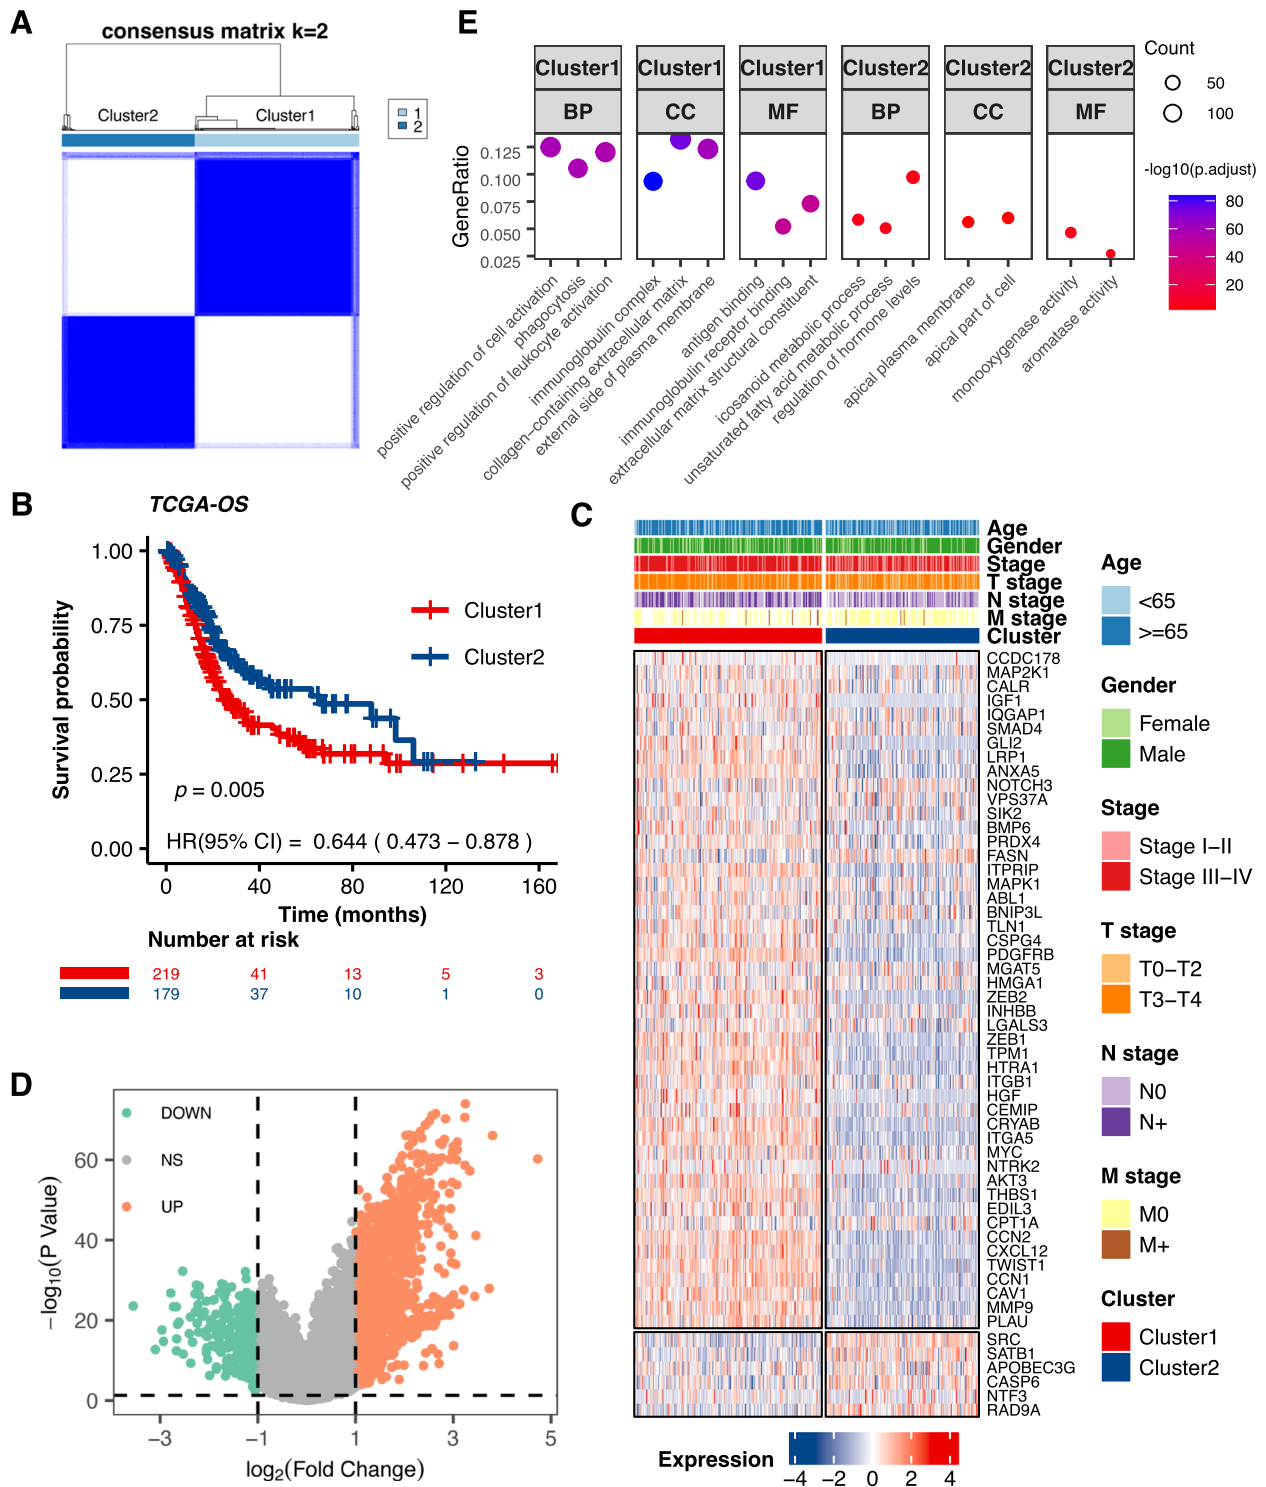 A
consensus matrix k=2
Cluster2
Cluster1
1
2
E
Cluster1 Cluster1 Cluster1 Cluster2 Cluster2 Cluster2
BP CC MF BP CC MF
GeneRatio
0.125
0.100
0.075
0.050
0.025
positive regulation of cell activation
phagocytosis
positive regulation of leukocyte activation
immunoglobulin complex
collagen−containing extracellular matrix
external side of plasma membrane
antigen binding
immunoglobulin receptor binding
extracellular matrix structural constituent
icosanoid metabolic process
unsaturated fatty acid metabolic process
regulation of hormone levels
apical plasma membrane
apical part of cell
monooxygenase activity
aromatase activity
Count
50
100
-log10(p.adjust)
80
60
40
20
B
TCGA-OS
Survival probability
1.00
0.75
0.50
0.25
0.00
Cluster1
Cluster2
p = 0.005
HR(95% CI) = 0.644 ( 0.473 − 0.878 )
0 40 80 120 160
Time (months)
Number at risk
219 41 13 5 3
179 37 10 1 0
C
Age
Gender
Stage
T stage
N stage
M stage
Cluster
CCDC178
MAP2K1
CALR
IGF1
IQGAP1
SMAD4
GLI2
LRP1
ANXA5
NOTCH3
VPS37A
SIK2
BMP6
PRDX4
FASN
ITPRIP
MAPK1
ABL1
BNIP3L
TLN1
CSPG4
PDGFRB
MGAT5
HMGA1
ZEB2
INHBB
LGALS3
ZEB1
TPM1
HTRA1
ITGB1
HGF
CEMIP
CRYAB
ITGA5
MYC
NTRK2
AKT3
THBS1
EDIL3
CPT1A
CCN2
CXCL12
TWIST1
CCN1
CAV1
MMP9
PLAU
SRC
SATB1
APOBEC3G
CASP6
NTF3
RAD9A
Expression
−4 −2 0 2 4
Age
<65
>=65
Gender
Female
Male
Stage
Stage I−II
Stage III−IV
T stage
T0−T2
T3−T4
N stage
N0
N+
M stage
M0
M+
Cluster
Cluster1
Cluster2
D
DOWN
NS
UP
−log10(P Value)
60
40
20
0
−3 −1 1 3 5
log2(Fold Change)